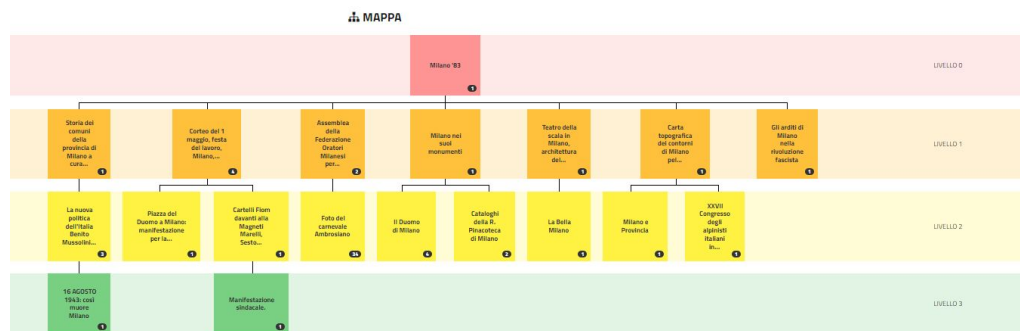 MAPPA
Milano '83
1
LIVELLO 0
Storia dei
comuni
della
provincia di
Milano a
cura...
1
Corteo del 1
maggio, festa
del lavoro,
Milano,...
4
Assemblea
della
Federazione
Oratori
Milanesi
per...
2
Milano nei
suoi
monumenti
1
Teatro della
scala in
Milano,
architettura
del...
1
Carta
topografica
dei contorni
di Milano
pel...
1
Gli arditi di
Milano
nella
rivoluzione
fascista
1
LIVELLO 1
La nuova
politica
dell'Italia
Benito
Mussolini...
3
Piazza del
Duomo a Milano:
manifestazione
per la...
1
Cartelli Fiom
davanti alla
Magneti
Marelli,
Sesto...
1
Foto del
carnevale
Ambrosiano
34
Il Duomo
di Milano
4
Cataloghi
della R.
Pinacoteca
di Milano
2
La Bella
Milano
1
Milano e
Provincia
1
XXVII
Congresso
degli
alpinisti
italiani
in...
1
LIVELLO 2
16 AGOSTO
1943: così
muore
Milano
1
Manifestazione
sindacale.
1
LIVELLO 3